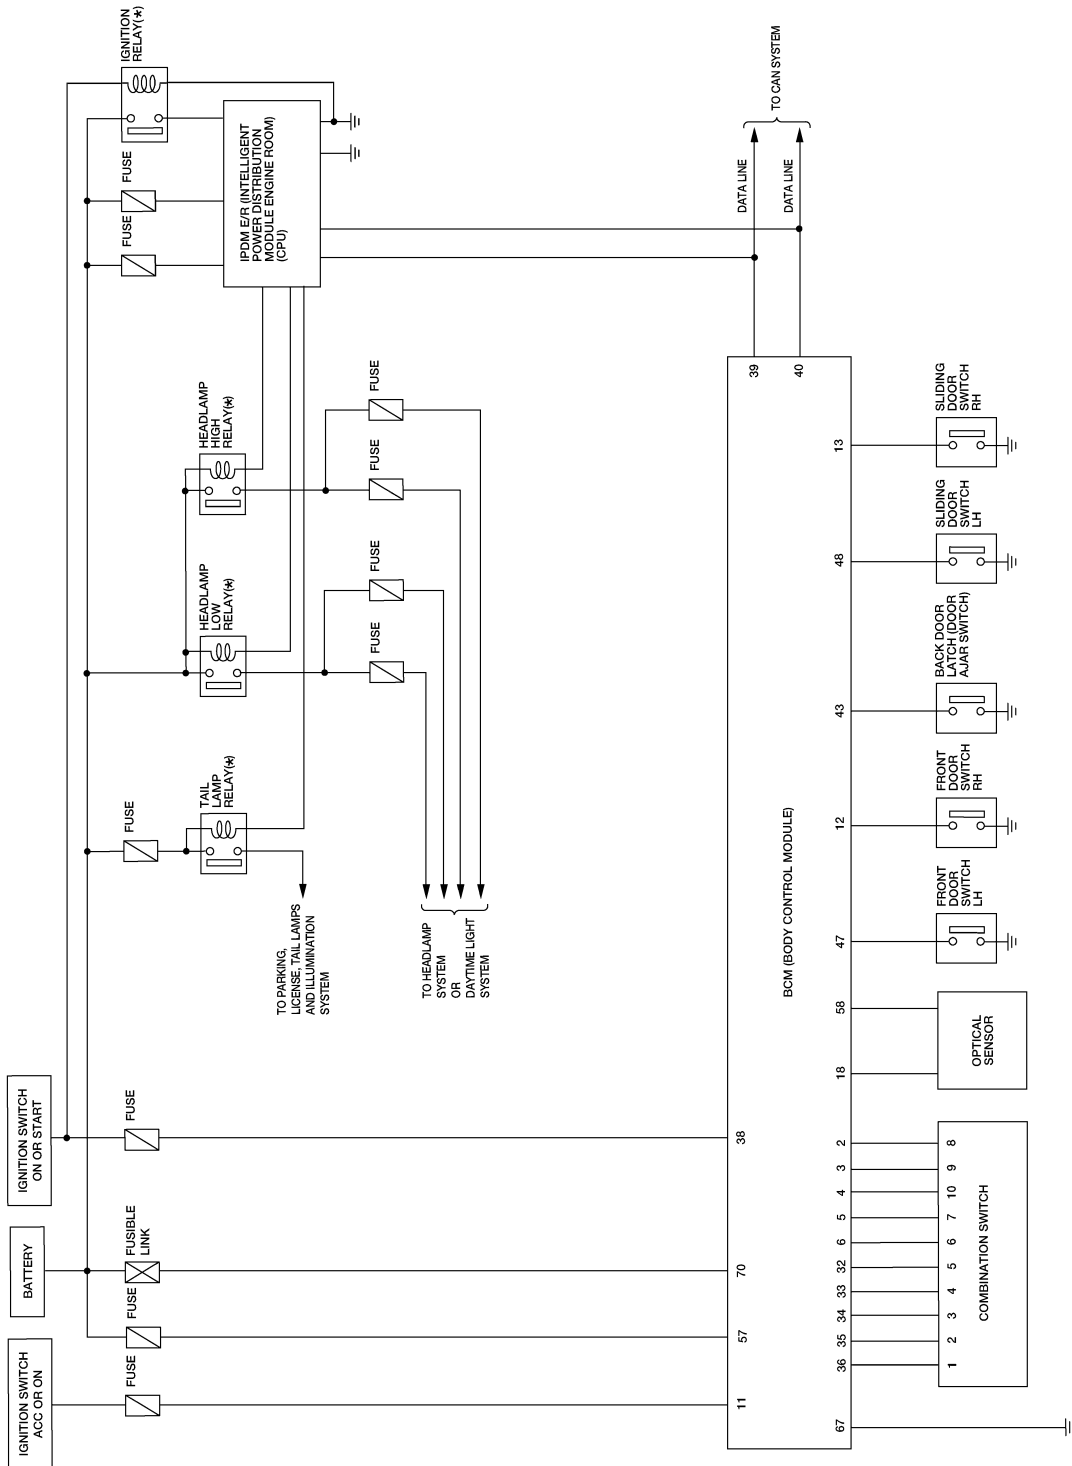 IGNITION SWITCH
ACC OR ON
BATTERY
IGNITION SWITCH
ON OR START
FUSE
FUSE
FUSIBLE
LINK
FUSE
FUSE
FUSE
FUSE
IGNITION
RELAY(*)
TAIL
LAMP
RELAY(*)
HEADLAMP
LOW
RELAY(*)
HEADLAMP
HIGH
RELAY(*)
IPDM E/R (INTELLIGENT
POWER DISTRIBUTION
MODULE ENGINE ROOM)
(CPU)
TO PARKING,
LICENSE, TAIL LAMPS
AND ILLUMINATION
SYSTEM
FUSE
FUSE
FUSE
FUSE
TO HEADLAMP
SYSTEM
OR
DAYTIME LIGHT
SYSTEM
DATA LINE
DATA LINE
TO CAN SYSTEM
11
57
70
38
39
40
BCM (BODY CONTROL MODULE)
67
36
35
34
33
32
6
5
4
3
2
18
58
47
12
43
48
13
1
2
3
4
5
6
7
10
9
8
COMBINATION SWITCH
OPTICAL
SENSOR
FRONT
DOOR
SWITCH
LH
FRONT
DOOR
SWITCH
RH
BACK DOOR
LATCH (DOOR
AJAR SWITCH)
SLIDING
DOOR
SWITCH
LH
SLIDING
DOOR
SWITCH
RH